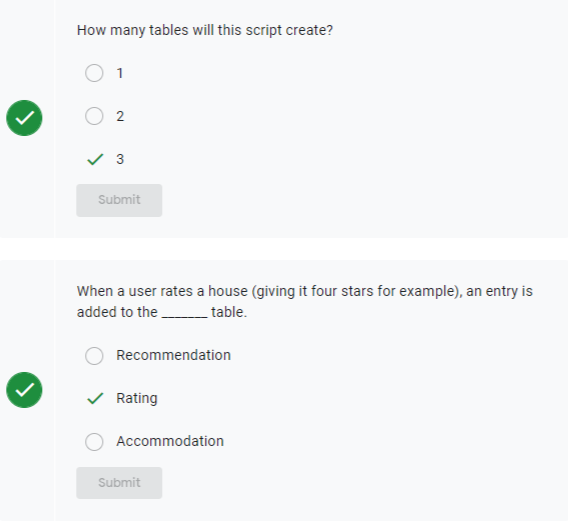 How many tables will this script create?
1
2
3
Submit
When a user rates a house (giving it four stars for example), an entry is
added to the _______ table.
Recommendation
Rating
Accommodation
Submit